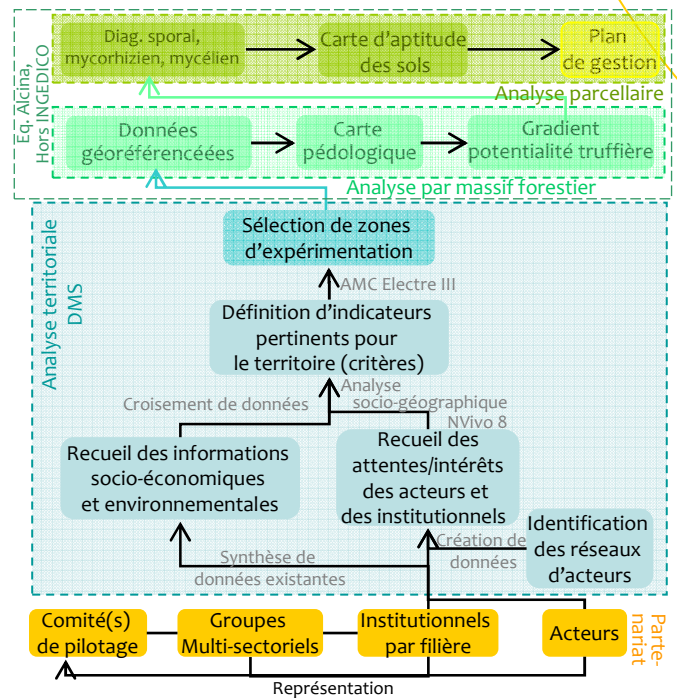 Eq. Alcina,
Hors INGEDICO
Diag. sporal,
mycorhizien, mycélien
Carte d'aptitude
des sols
Plan
de gestion
Analyse parcellaire
Données
géoréférencéées
Carte
pédologique
Gradient
potentialité truffière
Analyse par massif forestier
Analyse territoriale
DMS
Sélection de zones
d'expérimentation
AMC Electre III
Définition d'indicateurs
pertinents pour
le territoire (critères)
Croisement de données
Analyse
socio-géographique
NVivo 8
Recueil des informations
socio-économiques
et environnementales
Recueil des
attentes/intérêts
des acteurs et
des institutionnels
Identification
des réseaux
d'acteurs
Création de
données
Synthèse de
données existantes
Comité(s)
de pilotage
Groupes
Multi-sectoriels
Institutionnels
par filière
Acteurs
Parte-
nariat
Représentation